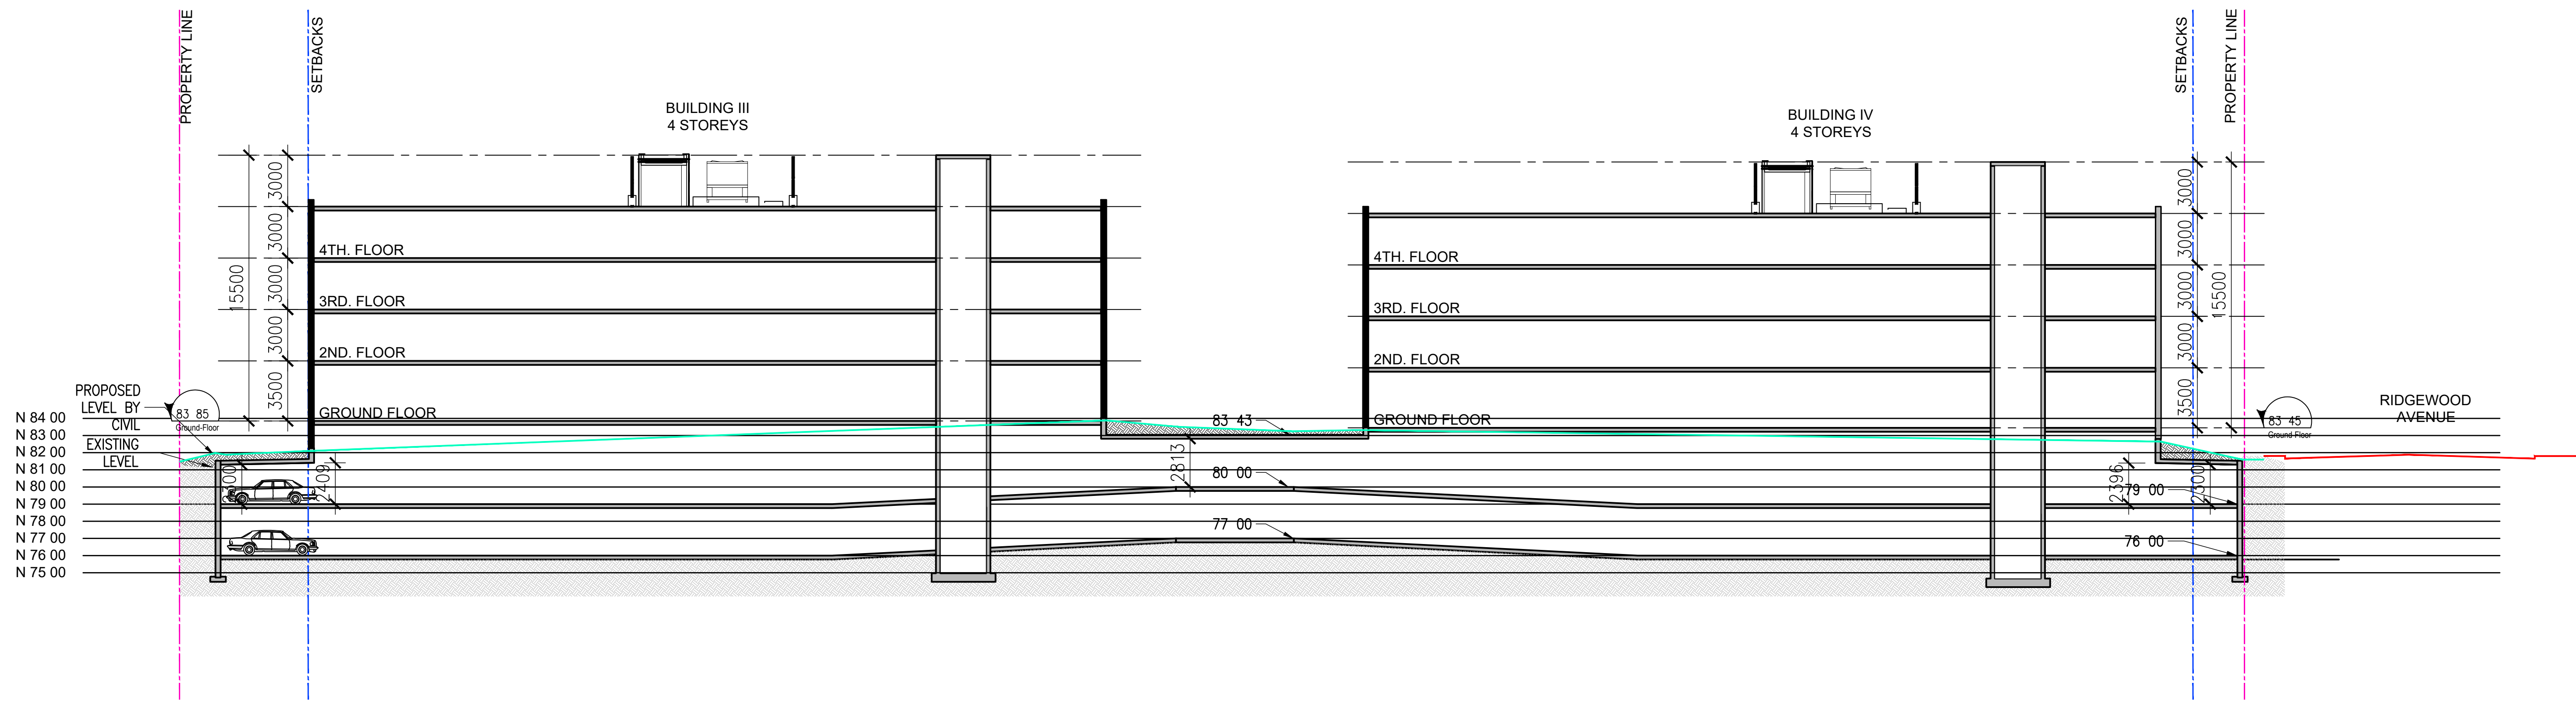 PROPERTY LINE
SETBACKS
SETBACKS
PROPERTY LINE
BUILDING III
4 STOREYS
BUILDING IV
4 STOREYS
3000
3000
3000
3000
3500
15500
4TH. FLOOR
3RD. FLOOR
2ND. FLOOR
GROUND FLOOR
4TH. FLOOR
3RD. FLOOR
2ND. FLOOR
GROUND FLOOR
3000
3000
3000
3000
3500
15500
PROPOSED
LEVEL BY
CIVIL
EXISTING
LEVEL
83 85
Ground-Floor
83 45
Ground Floor
RIDGEWOOD
AVENUE
N 84 00
N 83 00
N 82 00
N 81 00
N 80 00
N 79 00
N 78 00
N 77 00
N 76 00
N 75 00
2300
2409
2813
83 43
80 00
77 00
2396
2300
79 00
76 00